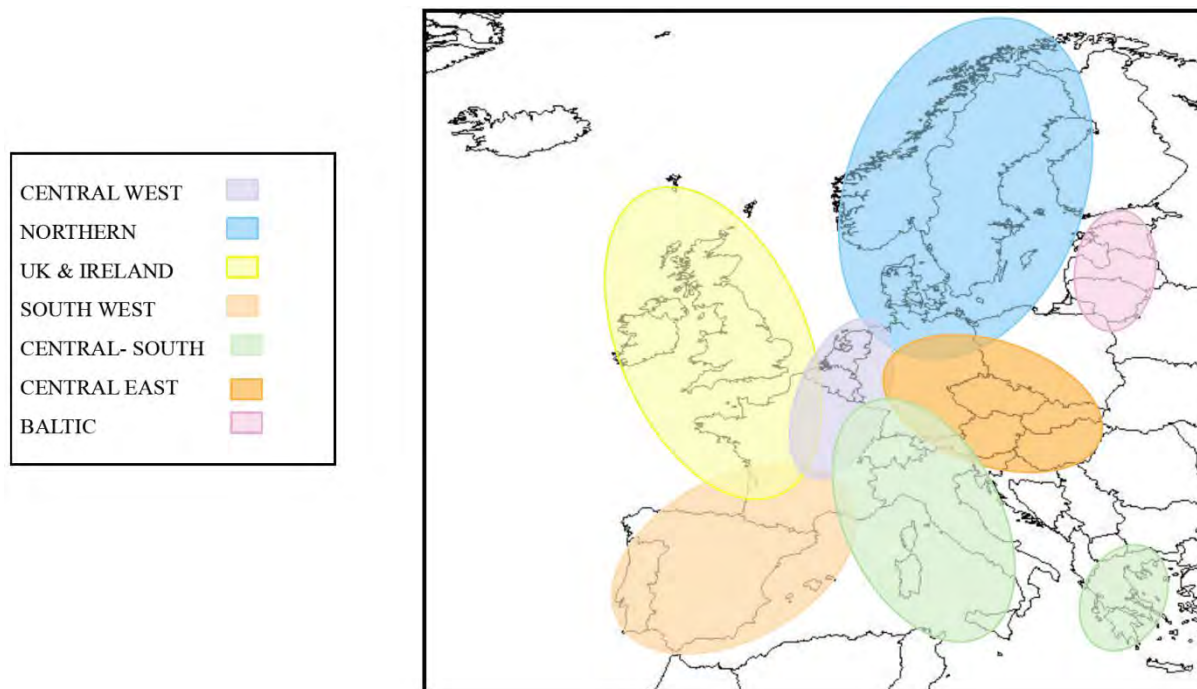 CENTRAL WEST
NORTHERN
UK & IRELAND
SOUTH WEST
CENTRAL- SOUTH
CENTRAL EAST
BALTIC